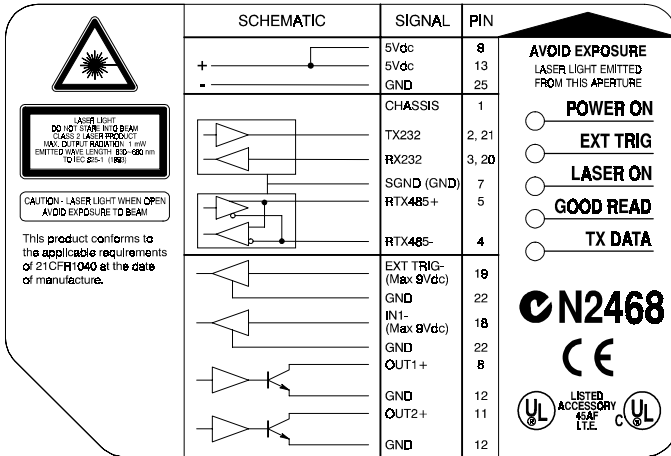 SCHEMATIC SIGNAL PIN
5Vdc 9
+ 5Vdc 13
- GND 25
CHASSIS 1
TX232 2, 21
RX232 3, 20
SGND (GND) 7
RTX485+ 5
RTX485- 4
EXT TRIG- 19
(Max 9Vdc)
GND 22
IN1- 18
(Max 9Vdc)
GND 22
OUT1+ 8
GND 12
OUT2+ 11
GND 12
LASER LIGHT
DO NOT STARE INTO BEAM
CLASS 2 LASER PRODUCT
MAX. OUTPUT RADIATION 1 mW
EMITTED WAVE LENGTH 630~680 nm
TO IEC 825-1 (1993)
CAUTION - LASER LIGHT WHEN OPEN
AVOID EXPOSURE TO BEAM
This product conforms to
the applicable requirements
of 21CFR1040 at the date
of manufacture.
AVOID EXPOSURE
LASER LIGHT EMITTED
FROM THIS APERTURE
POWER ON
EXT TRIG
LASER ON
GOOD READ
TX DATA
N2468
CE
UL ® LISTED
ACCESSORY
45AF
I.T.E. C UL ®